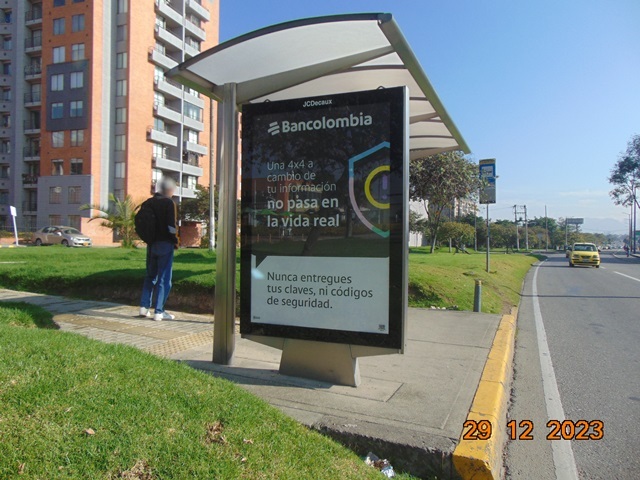 JCDecaux
Bancolombia
Una 4x4 a
cambio de
tu información
no pasa en
la vida real
Nunca entregues
tus claves, ni códigos
de seguridad.
29 12 2023